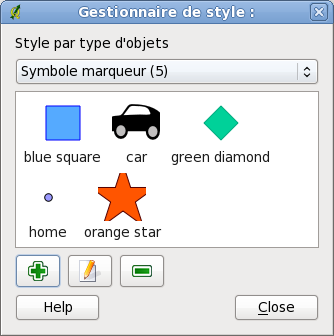 Gestionnaire de style :
Style par type d'objets
Symbole marqueur (5)
blue square car green diamond
home orange star
Help Close